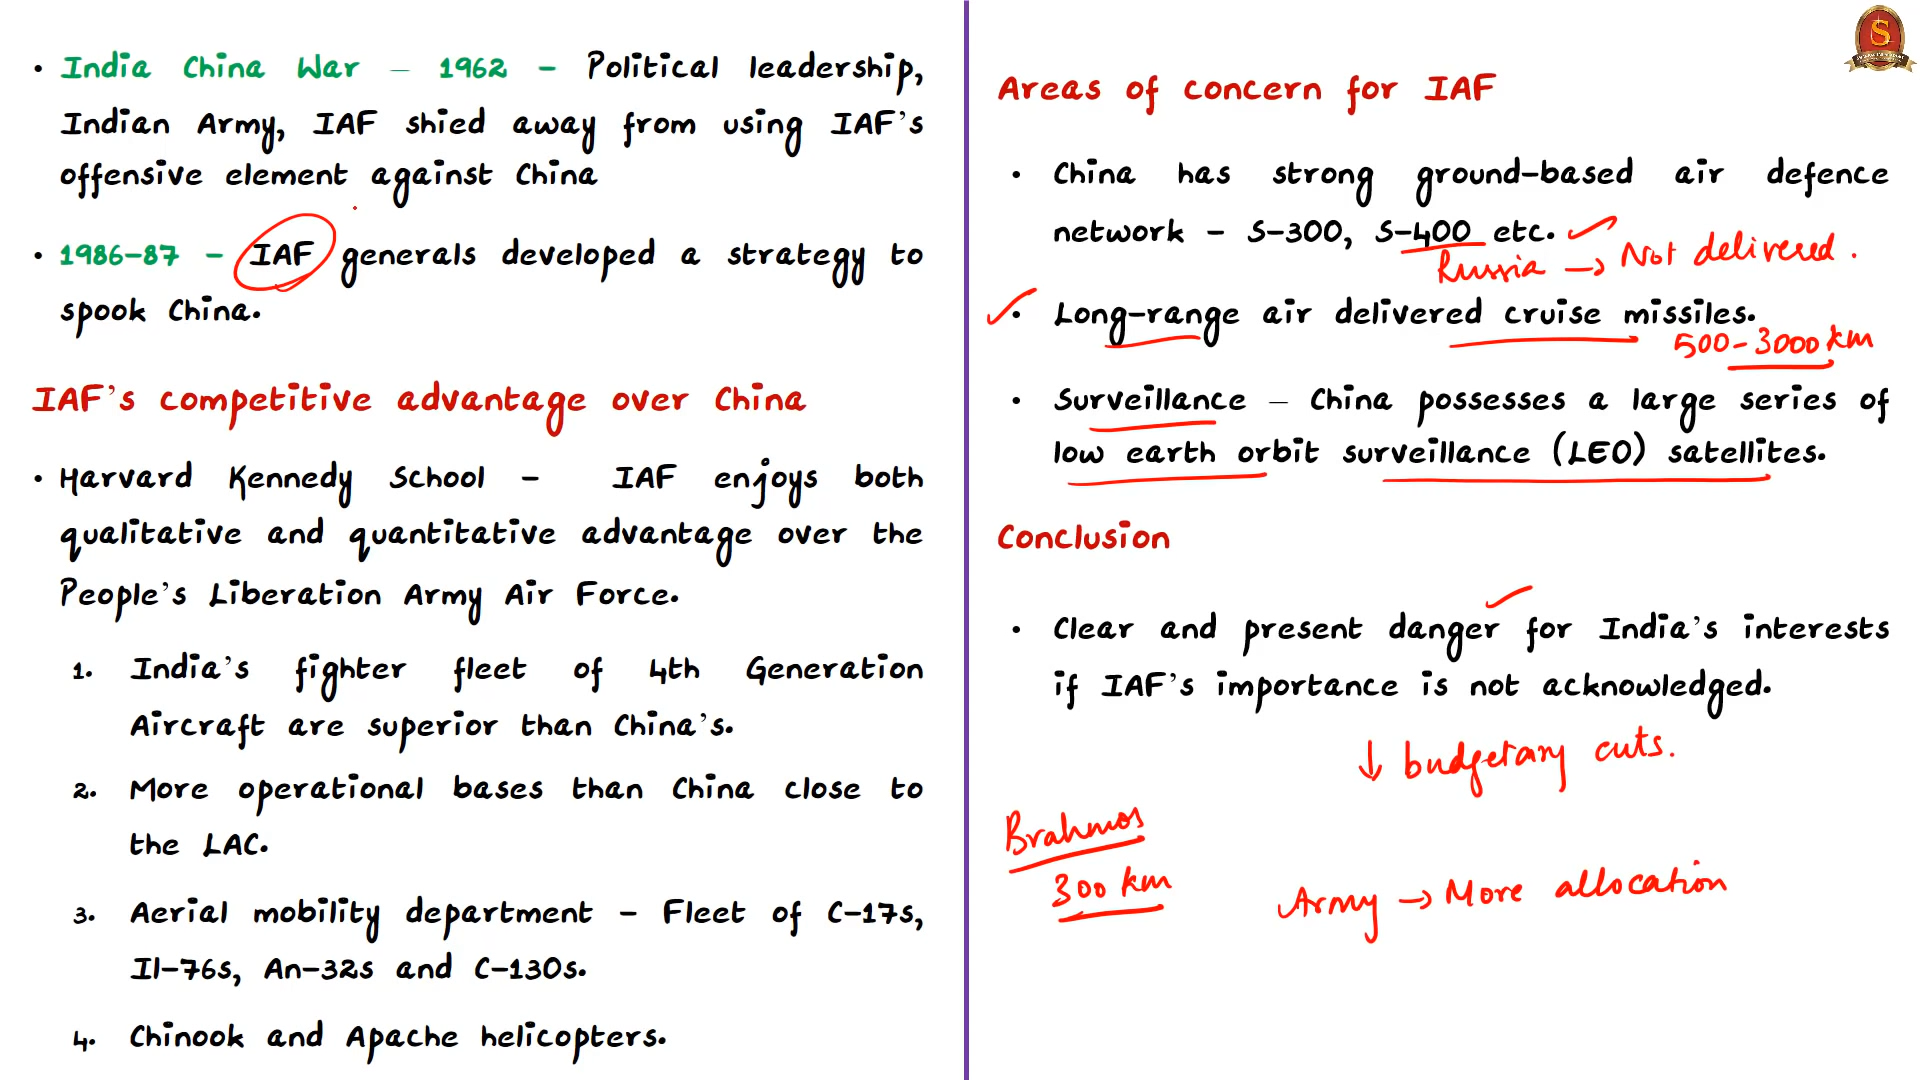 • India China War – 1962 – Political leadership,
Indian Army, IAF shied away from using IAF's
offensive element against China
• 1986-87 – IAF generals developed a strategy to
spook China.
IAF's competitive advantage over China
• Harvard Kennedy School – IAF enjoys both
qualitative and quantitative advantage over the
People's Liberation Army Air Force.
1. India's fighter fleet of 4th Generation
Aircraft are superior than China's.
2. More operational bases than China close to
the LAC.
3. Aerial mobility department – Fleet of C-17s,
Il-76s, An-32s and C-130s.
4. Chinook and Apache helicopters.
S
Areas of concern for IAF
• China has strong ground-based air defence
network – S-300, S-400 etc.
Russia → Not delivered.
• Long-range air delivered cruise missiles.
500-3000 km
• Surveillance – China possesses a large series of
low earth orbit surveillance (LEO) satellites.
Conclusion
• Clear and present danger for India's interests
if IAF's importance is not acknowledged.
↓ budgetary cuts.
Brahmos
300 km
Army → More allocation